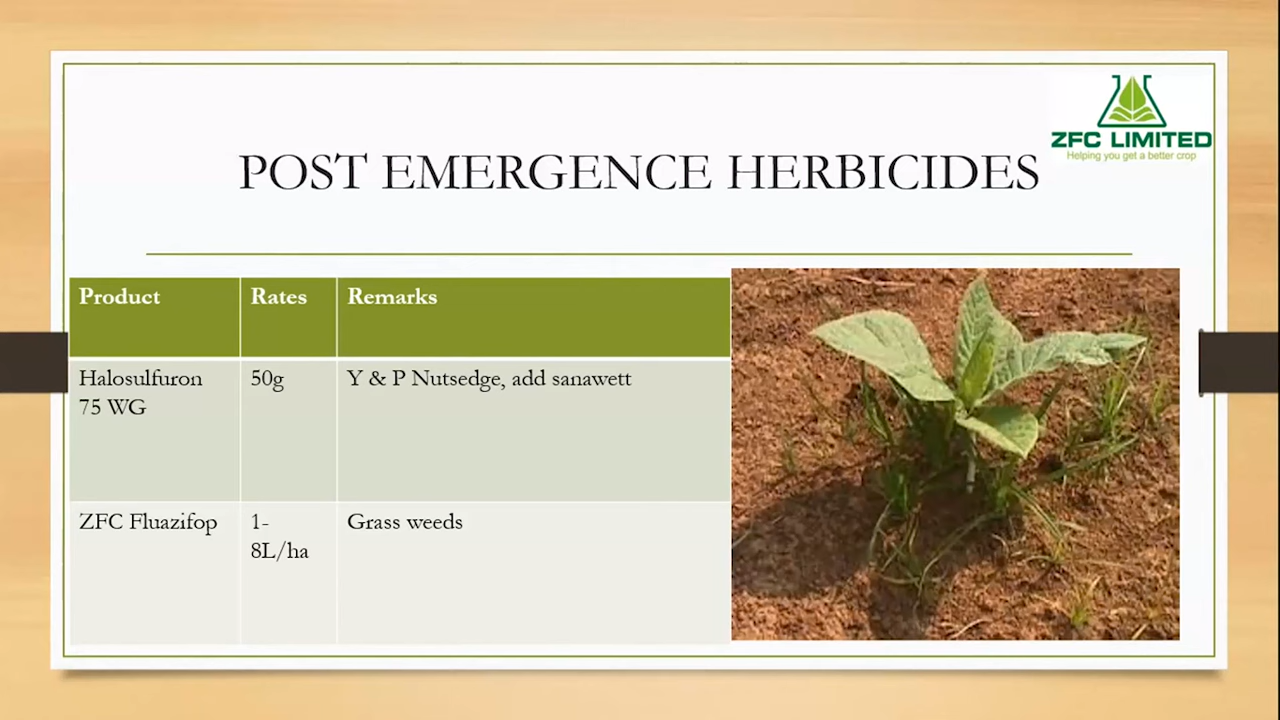 ZFC LIMITED
Helping you get a better crop
POST EMERGENCE HERBICIDES
Product Rates Remarks
Halosulfuron 50g Y & P Nutsedge, add sanawett
75 WG
ZFC Fluazifop 1- Grass weeds
8L/ha